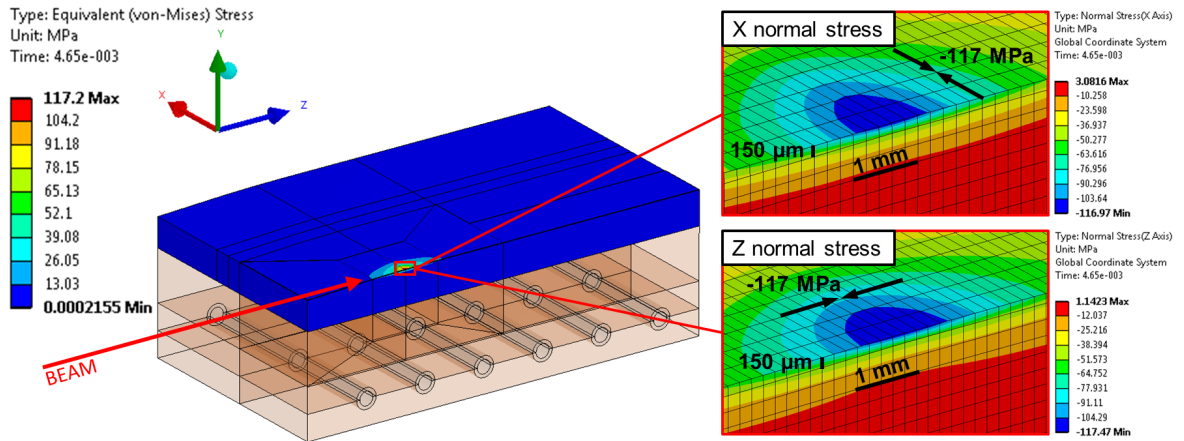 Type: Equivalent (von-Mises) Stress
Unit: MPa
Time: 4.65e-003
117.2 Max
104.2
91.18
78.15
65.13
52.1
39.08
26.05
13.03
0.0002155 Min
Y
X
Z
BEAM
X normal stress
-117 MPa
150 µm
1 mm
Type: Normal Stress(X Axis)
Unit: MPa
Global Coordinate System
Time: 4.65e-003
3.0816 Max
-10.258
-23.598
-36.937
-50.277
-63.616
-76.956
-90.296
-103.64
-116.97 Min
Z normal stress
-117 MPa
150 µm
1 mm
Type: Normal Stress(Z Axis)
Unit: MPa
Global Coordinate System
Time: 4.65e-003
1.1423 Max
-12.037
-25.216
-38.394
-51.573
-64.752
-77.931
-91.11
-104.29
-117.47 Min